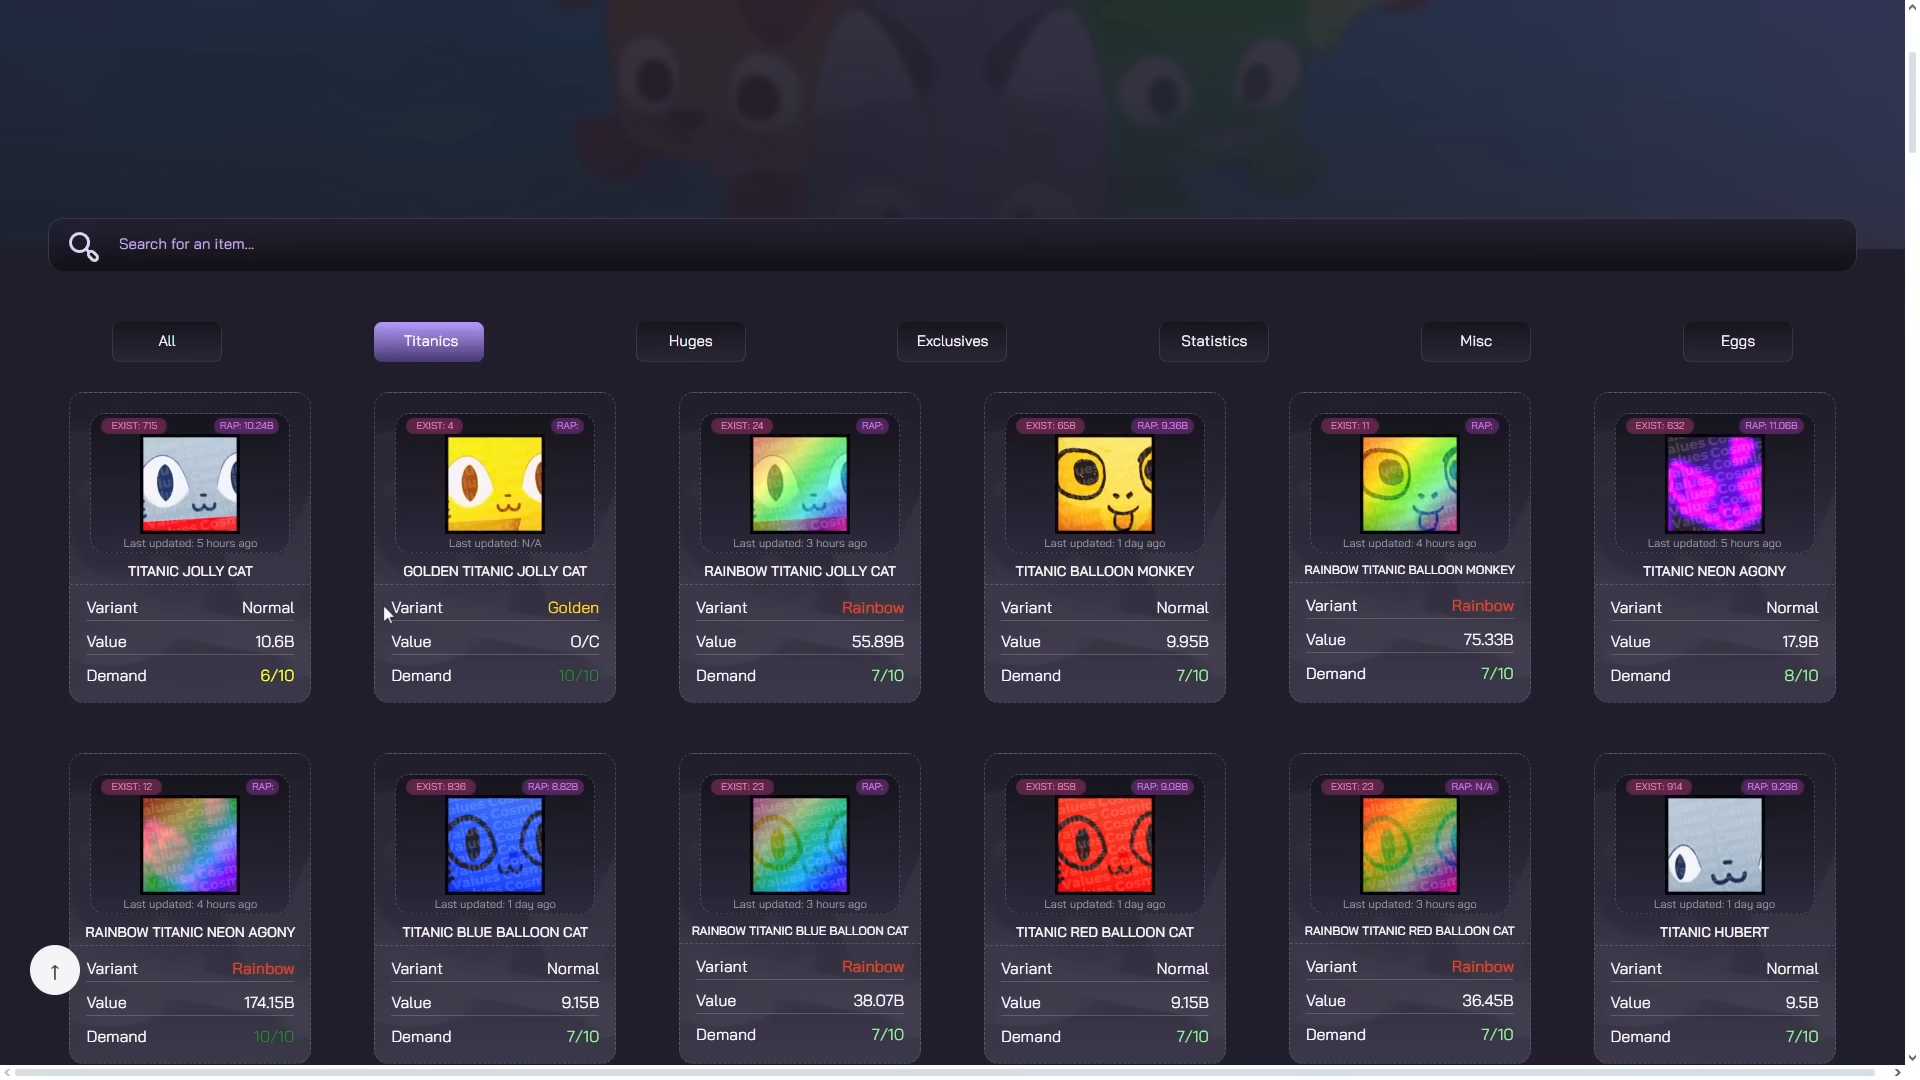 Search for an item...
All Titanics Huges Exclusives Statistics Misc Eggs
EXIST: 715 RAP: 10.24B
Last updated: 5 hours ago
TITANIC JOLLY CAT
Variant Normal
Value 10.6B
Demand 6/10
EXIST: 4 RAP:
Last updated: N/A
GOLDEN TITANIC JOLLY CAT
Variant Golden
Value O/C
Demand 10/10
EXIST: 24 RAP:
Last updated: 3 hours ago
RAINBOW TITANIC JOLLY CAT
Variant Rainbow
Value 55.89B
Demand 7/10
EXIST: 658 RAP: 9.36B
Last updated: 1 day ago
TITANIC BALLOON MONKEY
Variant Normal
Value 9.95B
Demand 7/10
EXIST: 11 RAP:
Last updated: 4 hours ago
RAINBOW TITANIC BALLOON MONKEY
Variant Rainbow
Value 75.33B
Demand 7/10
EXIST: 632 RAP: 11.06B
Last updated: 5 hours ago
TITANIC NEON AGONY
Variant Normal
Value 17.9B
Demand 8/10
EXIST: 12 RAP:
Last updated: 4 hours ago
RAINBOW TITANIC NEON AGONY
Variant Rainbow
Value 174.15B
Demand 10/10
EXIST: 836 RAP: 8.82B
Last updated: 1 day ago
TITANIC BLUE BALLOON CAT
Variant Normal
Value 9.15B
Demand 7/10
EXIST: 23 RAP:
Last updated: 3 hours ago
RAINBOW TITANIC BLUE BALLOON CAT
Variant Rainbow
Value 38.07B
Demand 7/10
EXIST: 858 RAP: 9.08B
Last updated: 1 day ago
TITANIC RED BALLOON CAT
Variant Normal
Value 9.15B
Demand 7/10
EXIST: 23 RAP: N/A
Last updated: 3 hours ago
RAINBOW TITANIC RED BALLOON CAT
Variant Rainbow
Value 36.45B
Demand 7/10
EXIST: 914 RAP: 9.29B
Last updated: 1 day ago
TITANIC HUBERT
Variant Normal
Value 9.5B
Demand 7/10